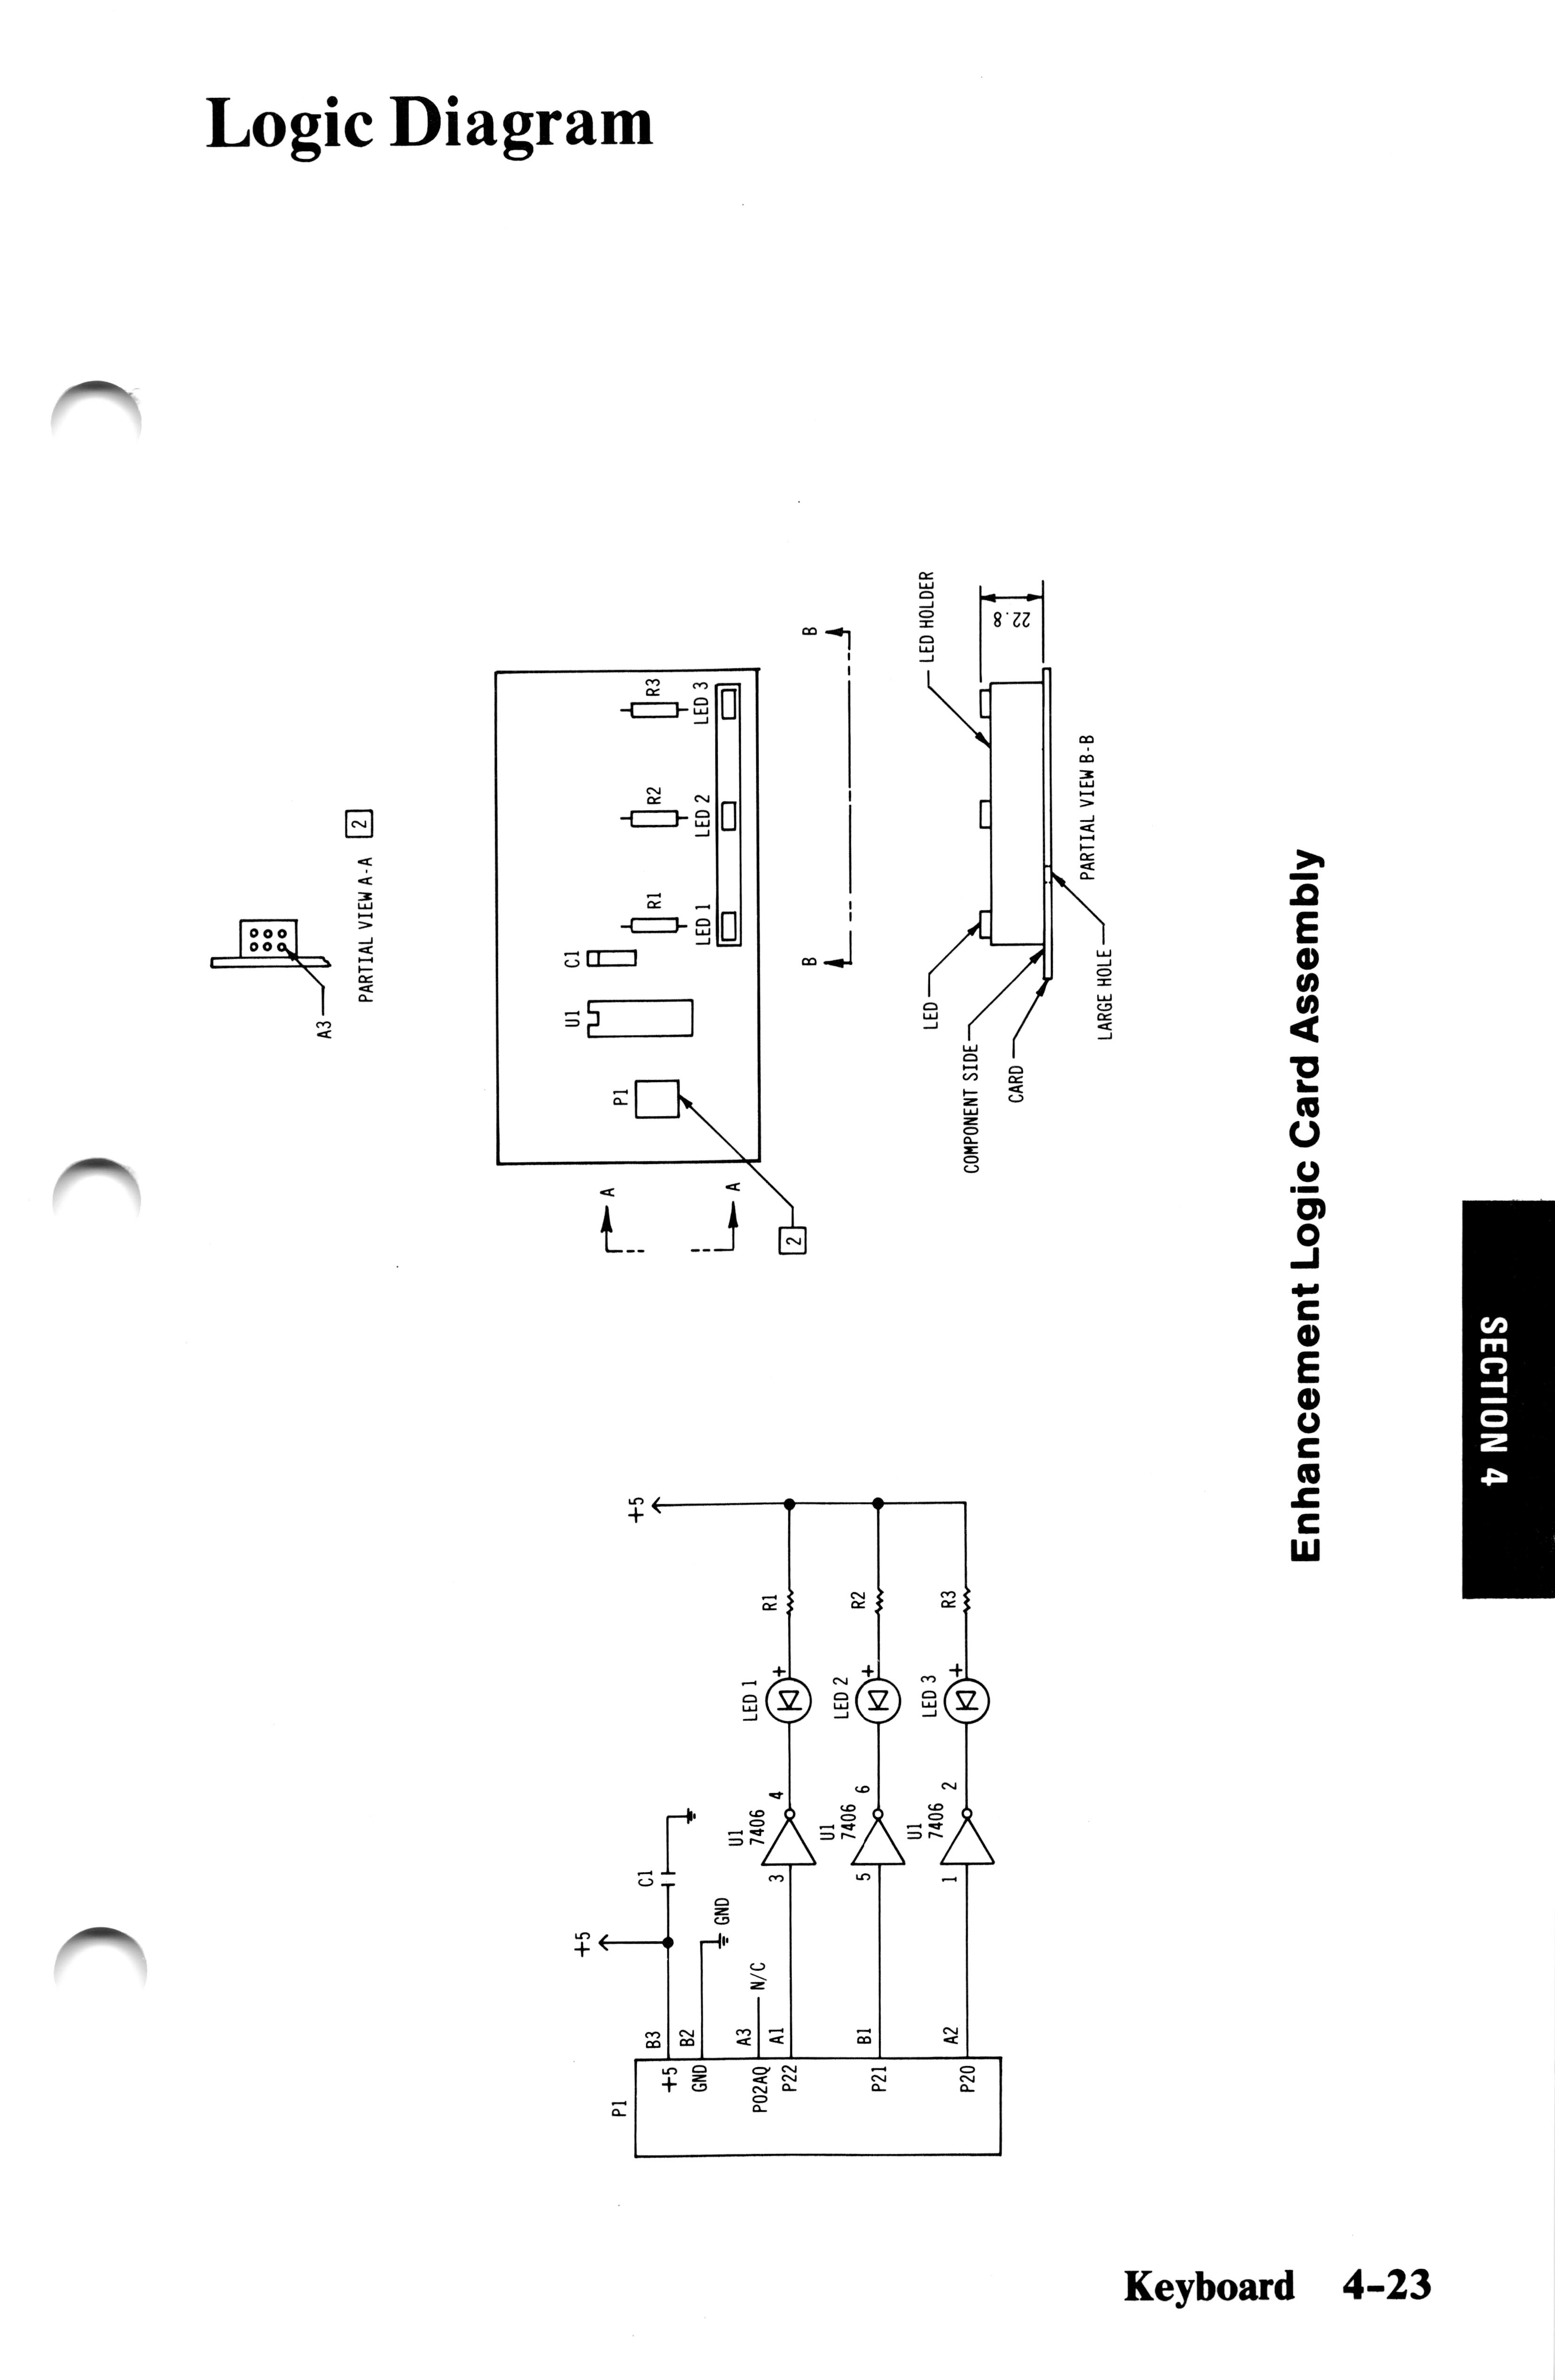 Logic Diagram
A3
PARTIAL VIEW A-A 2
P1
U1
C1
R1
R2
R3
LED 1
LED 2
LED 3
A
A
2
B
B
LED
LED HOLDER
COMPONENT SIDE
CARD
LARGE HOLE
22.8
PARTIAL VIEW B-B
+5
+5
C1
GND
N/C
P1
+5
B3
GND
B2
P02AQ
A3
P22
A1
P21
B1
P20
A2
3
U1
7406
4
LED 1
+
R1
5
U1
7406
6
LED 2
+
R2
1
U1
7406
2
LED 3
+
R3
Enhancement Logic Card Assembly
SECTION 4
Keyboard 4-23